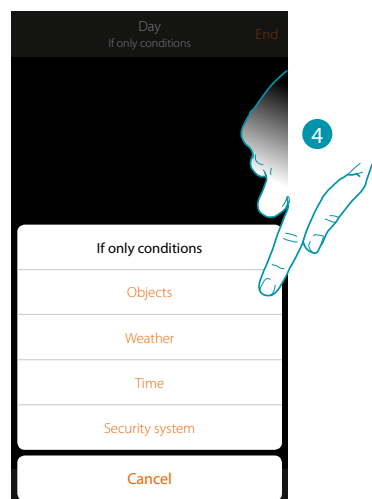 Day
If only conditions
End
4
If only conditions
Objects
Weather
Time
Security system
Cancel